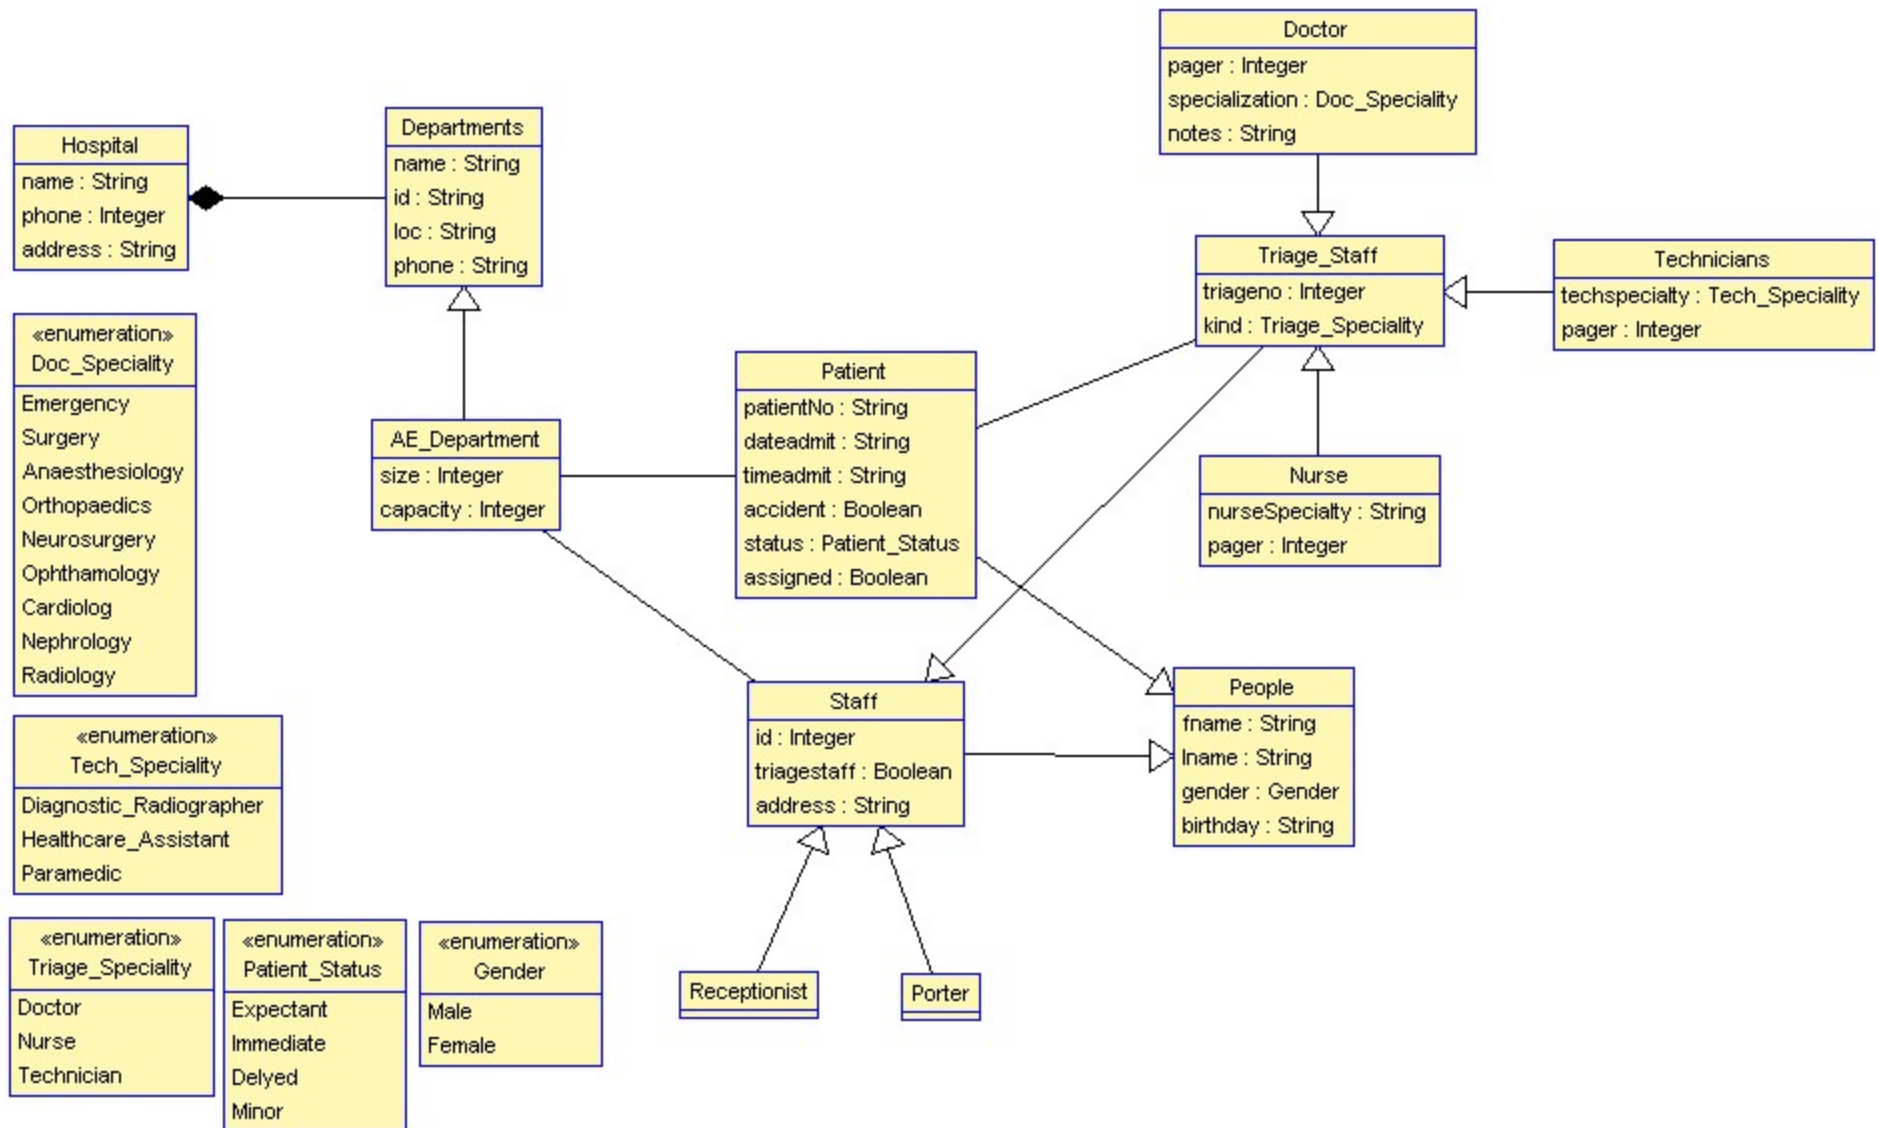 Doctor
pager : Integer
specialization : Doc_Speciality
notes : String
Hospital
name : String
phone : Integer
address : String
Departments
name : String
id : String
loc : String
phone : String
Triage_Staff
triageno : Integer
kind : Triage_Speciality
Technicians
techspecialty : Tech_Speciality
pager : Integer
«enumeration»
Doc_Speciality
Emergency
Surgery
Anaesthesiology
Orthopaedics
Neurosurgery
Ophthamology
Cardiolog
Nephrology
Radiology
AE_Department
size : Integer
capacity : Integer
Patient
patientNo : String
dateadmit : String
timeadmit : String
accident : Boolean
status : Patient_Status
assigned : Boolean
Nurse
nurseSpecialty : String
pager : Integer
Staff
id : Integer
triagestaff : Boolean
address : String
People
fname : String
lname : String
gender : Gender
birthday : String
«enumeration»
Tech_Speciality
Diagnostic_Radiographer
Healthcare_Assistant
Paramedic
«enumeration»
Triage_Speciality
Doctor
Nurse
Technician
«enumeration»
Patient_Status
Expectant
Immediate
Delyed
Minor
«enumeration»
Gender
Male
Female
Receptionist
Porter